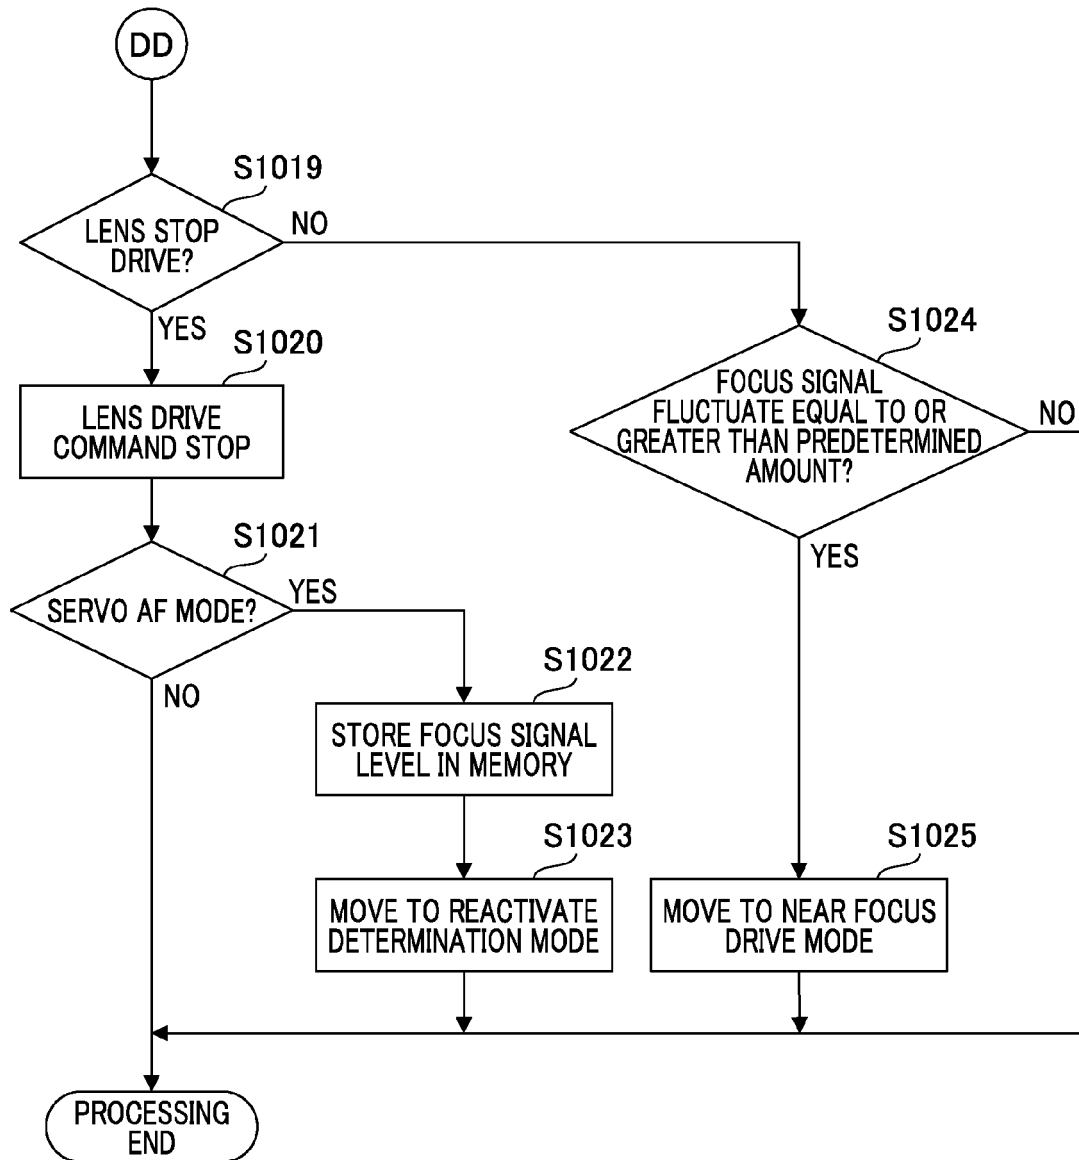 DD
S1019
LENS STOP
DRIVE?
NO
YES
S1020
LENS DRIVE
COMMAND STOP
S1021
SERVO AF MODE?
YES
NO
S1022
STORE FOCUS SIGNAL
LEVEL IN MEMORY
S1023
MOVE TO REACTIVATE
DETERMINATION MODE
S1024
FOCUS SIGNAL
FLUCTUATE EQUAL TO OR
GREATER THAN PREDETERMINED
AMOUNT?
NO
YES
S1025
MOVE TO NEAR FOCUS
DRIVE MODE
PROCESSING
END